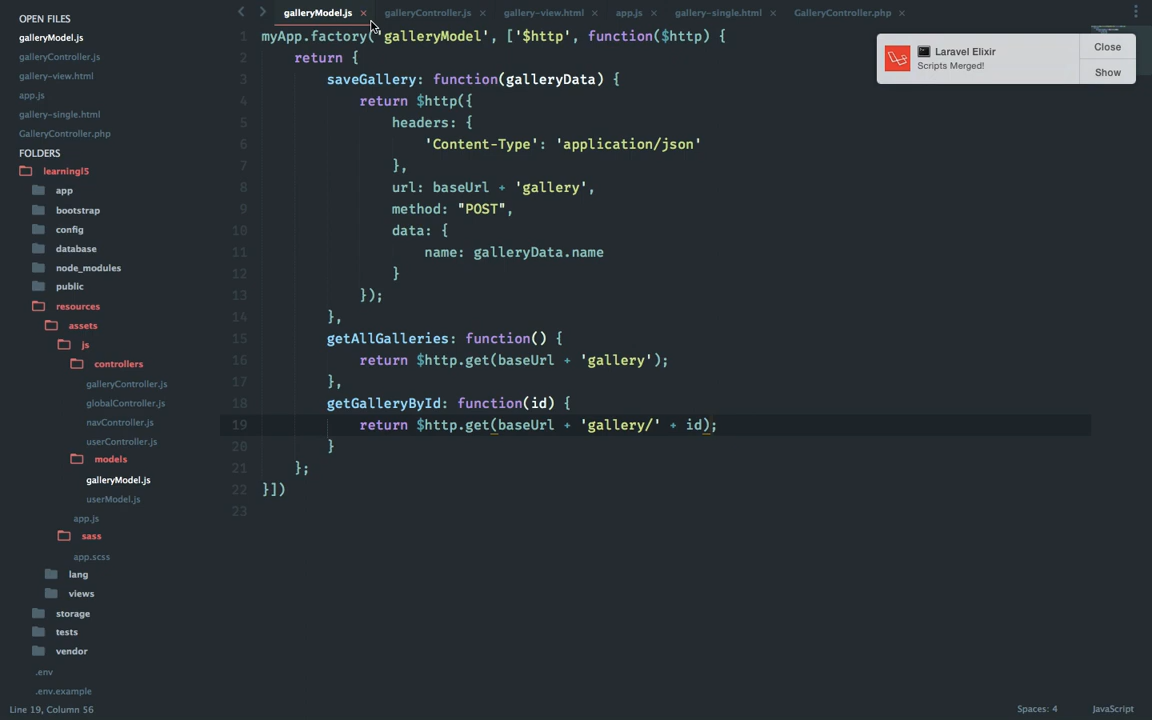 OPEN FILES
galleryModel.js
galleryController.js
gallery-view.html
app.js
gallery-single.html
GalleryController.php
FOLDERS
learningl5
app
bootstrap
config
database
node_modules
public
resources
assets
js
controllers
galleryController.js
globalController.js
navController.js
userController.js
models
galleryModel.js
userModel.js
app.js
sass
app.scss
lang
views
storage
tests
vendor
.env
.env.example
galleryModel.js × galleryController.js × gallery-view.html × app.js × gallery-single.html × GalleryController.php ×
1 myApp.factory('galleryModel', ['$http', function($http) {
2 return {
3 saveGallery: function(galleryData) {
4 return $http({
5 headers: {
6 'Content-Type': 'application/json'
7 },
8 url: baseUrl + 'gallery',
9 method: "POST",
10 data: {
11 name: galleryData.name
12 }
13 });
14 },
15 getAllGalleries: function() {
16 return $http.get(baseUrl + 'gallery');
17 },
18 getGalleryById: function(id) {
19 return $http.get(baseUrl + 'gallery/' + id);
20 }
21 };
22 }])
23
Laravel Elixir
Scripts Merged!
Close
Show
Line 19, Column 56
Spaces: 4
JavaScript